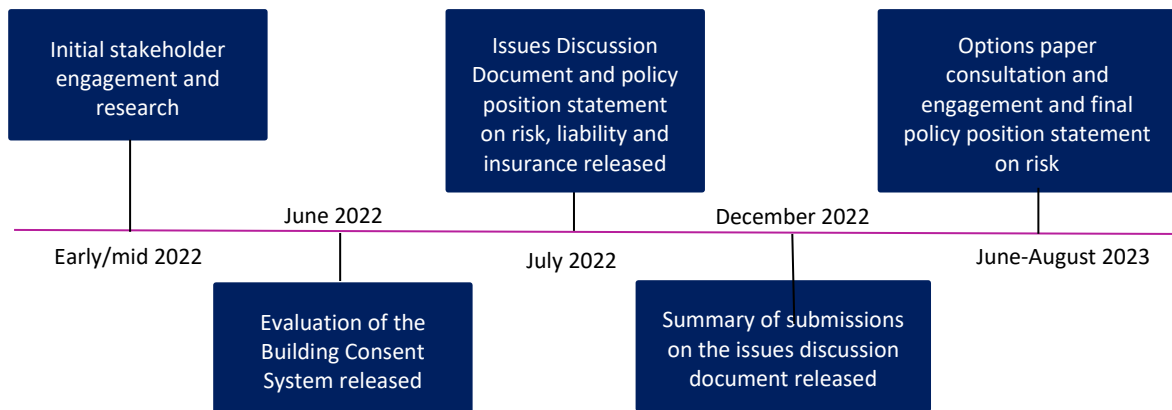 Initial stakeholder
engagement and
research
Issues Discussion
Document and policy
position statement
on risk, liability and
insurance released
Options paper
consultation and
engagement and final
policy position statement
on risk
June 2022
December 2022
Early/mid 2022
July 2022
June-August 2023
Evaluation of the
Building Consent
System released
Summary of submissions
on the issues discussion
document released